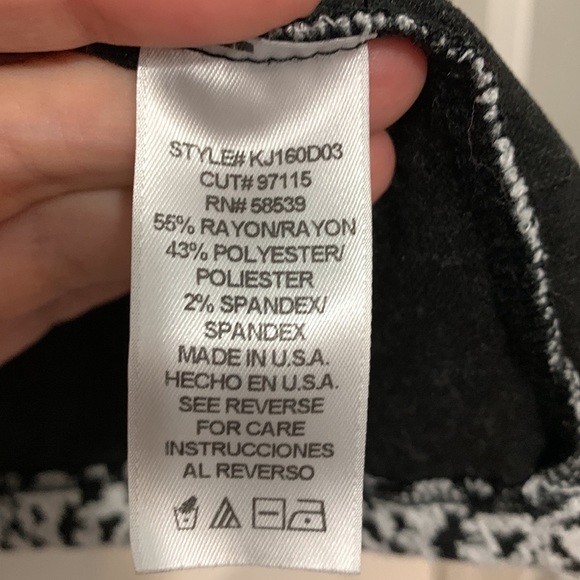 STYLE# KJ160D03
CUT# 97115
RN# 58539
55% RAYON/RAYON
43% POLYESTER/
POLIESTER
2% SPANDEX/
SPANDEX
MADE IN U.S.A.
HECHO EN U.S.A.
SEE REVERSE
FOR CARE
INSTRUCCIONES
AL REVERSO